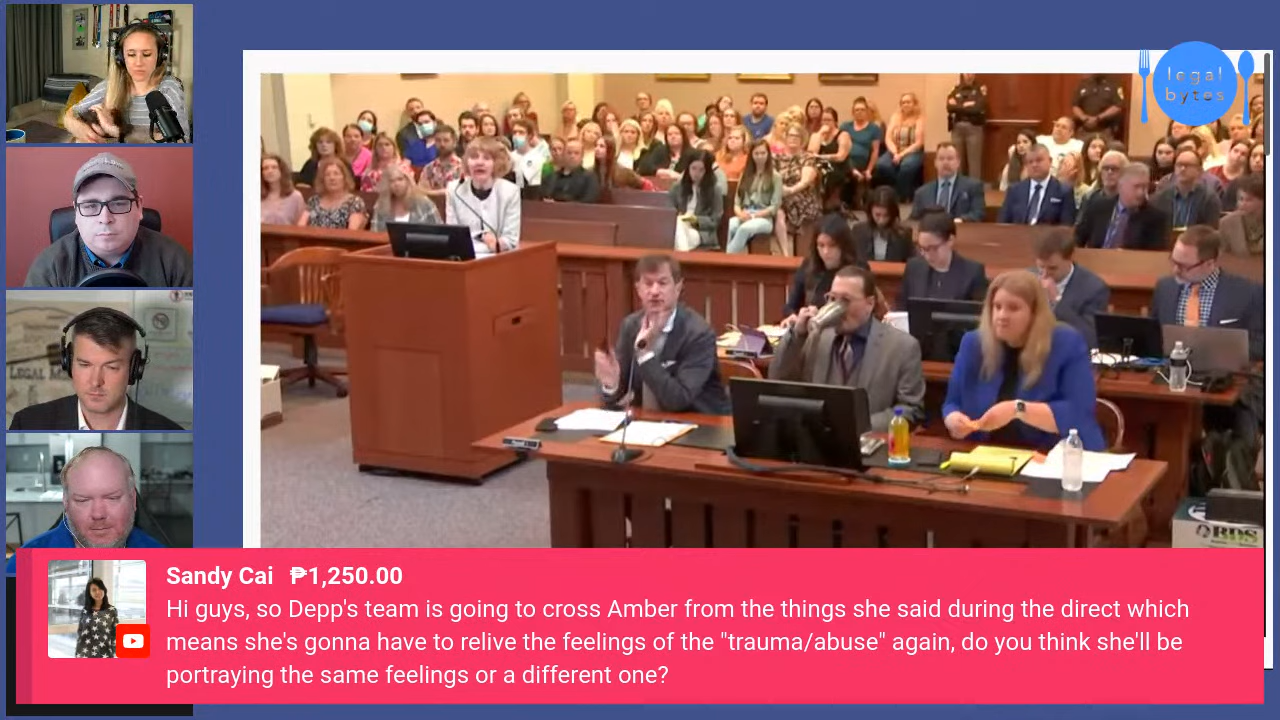 legal
bytes
Sandy Cai ₱1,250.00
Hi guys, so Depp's team is going to cross Amber from the things she said during the direct which
means she's gonna have to relive the feelings of the "trauma/abuse" again, do you think she'll be
portraying the same feelings or a different one?